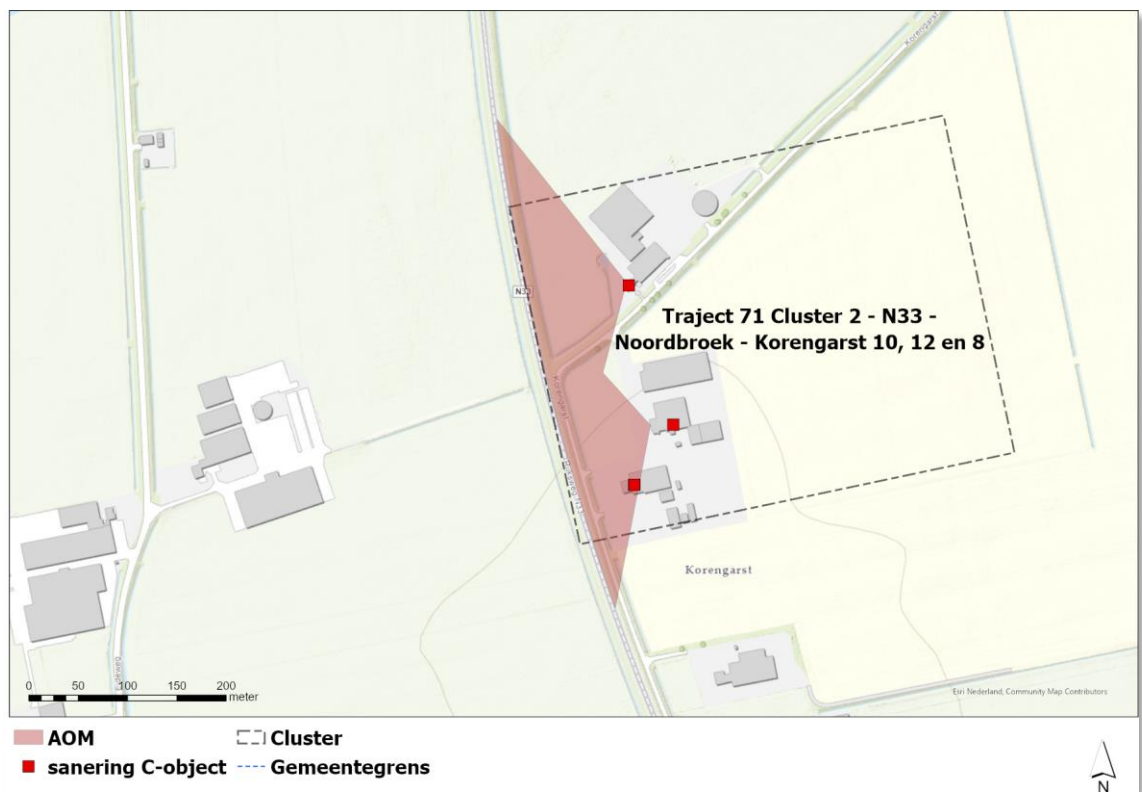 Korengarst
N33
Traject 71 Cluster 2 - N33 -
Noordbroek - Korengarst 10, 12 en 8
Korengarst
Korengarst
0 50 100 150 200
meter
Esri Nederland, Community Map Contributors
AOM
Cluster
sanering C-object
Gemeentegrens
N